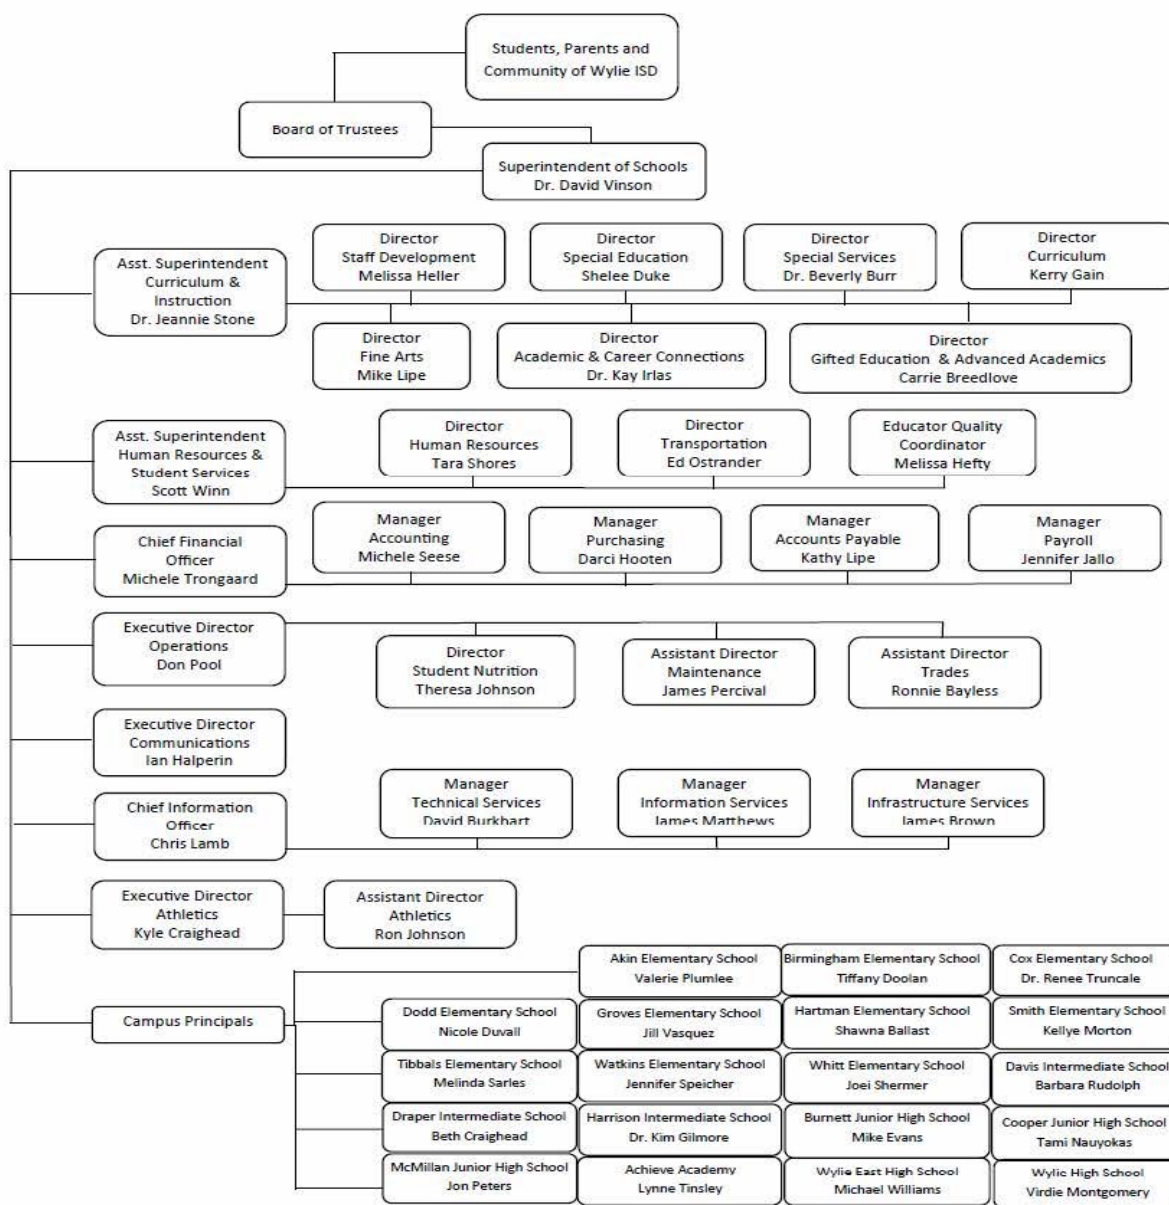 Students, Parents and
Community of Wylie ISD
Board of Trustees
Superintendent of Schools
Dr. David Vinson
Asst. Superintendent
Curriculum &
Instruction
Dr. Jeannie Stone
Director
Staff Development
Melissa Heller
Director
Special Education
Shelee Duke
Director
Special Services
Dr. Beverly Burr
Director
Curriculum
Kerry Gain
Director
Fine Arts
Mike Lipe
Director
Academic & Career Connections
Dr. Kay Irlas
Director
Gifted Education & Advanced Academics
Carrie Breedlove
Asst. Superintendent
Human Resources &
Student Services
Scott Winn
Director
Human Resources
Tara Shores
Director
Transportation
Ed Ostrander
Educator Quality
Coordinator
Melissa Hefty
Chief Financial
Officer
Michele Trongaard
Manager
Accounting
Michele Seese
Manager
Purchasing
Darci Hooten
Manager
Accounts Payable
Kathy Lipe
Manager
Payroll
Jennifer Jallo
Executive Director
Operations
Don Pool
Director
Student Nutrition
Theresa Johnson
Assistant Director
Maintenance
James Percival
Assistant Director
Trades
Ronnie Bayless
Executive Director
Communications
Ian Halperin
Chief Information
Officer
Chris Lamb
Manager
Technical Services
David Burkhart
Manager
Information Services
James Matthews
Manager
Infrastructure Services
James Brown
Executive Director
Athletics
Kyle Craighead
Assistant Director
Athletics
Ron Johnson
Campus Principals
Akin Elementary School
Valerie Plumlee
Birmingham Elementary School
Tiffany Doolan
Cox Elementary School
Dr. Renee Truncale
Dodd Elementary School
Nicole Duvall
Groves Elementary School
Jill Vasquez
Hartman Elementary School
Shawna Ballast
Smith Elementary School
Kellye Morton
Tibbals Elementary School
Melinda Sarles
Watkins Elementary School
Jennifer Speicher
Whitt Elementary School
Joei Shermer
Davis Intermediate School
Barbara Rudolph
Draper Intermediate School
Beth Craighead
Harrison Intermediate School
Dr. Kim Gilmore
Burnett Junior High School
Mike Evans
Cooper Junior High School
Tami Nauyokas
McMillan Junior High School
Jon Peters
Achieve Academy
Lynne Tinsley
Wylie East High School
Michael Williams
Wylie High School
Virdie Montgomery